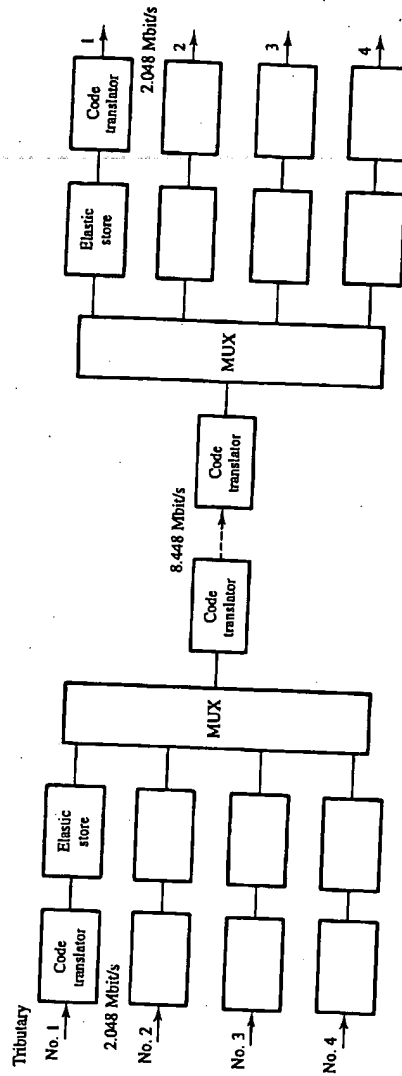 Tributary
No. 1
Code
translator
Elastic
store
2.048 Mbit/s
No. 2
No. 3
No. 4
MUX
Code
translator
8.448 Mbit/s
Code
translator
MUX
Elastic
store
Code
translator
1
2.048 Mbit/s
2
3
4